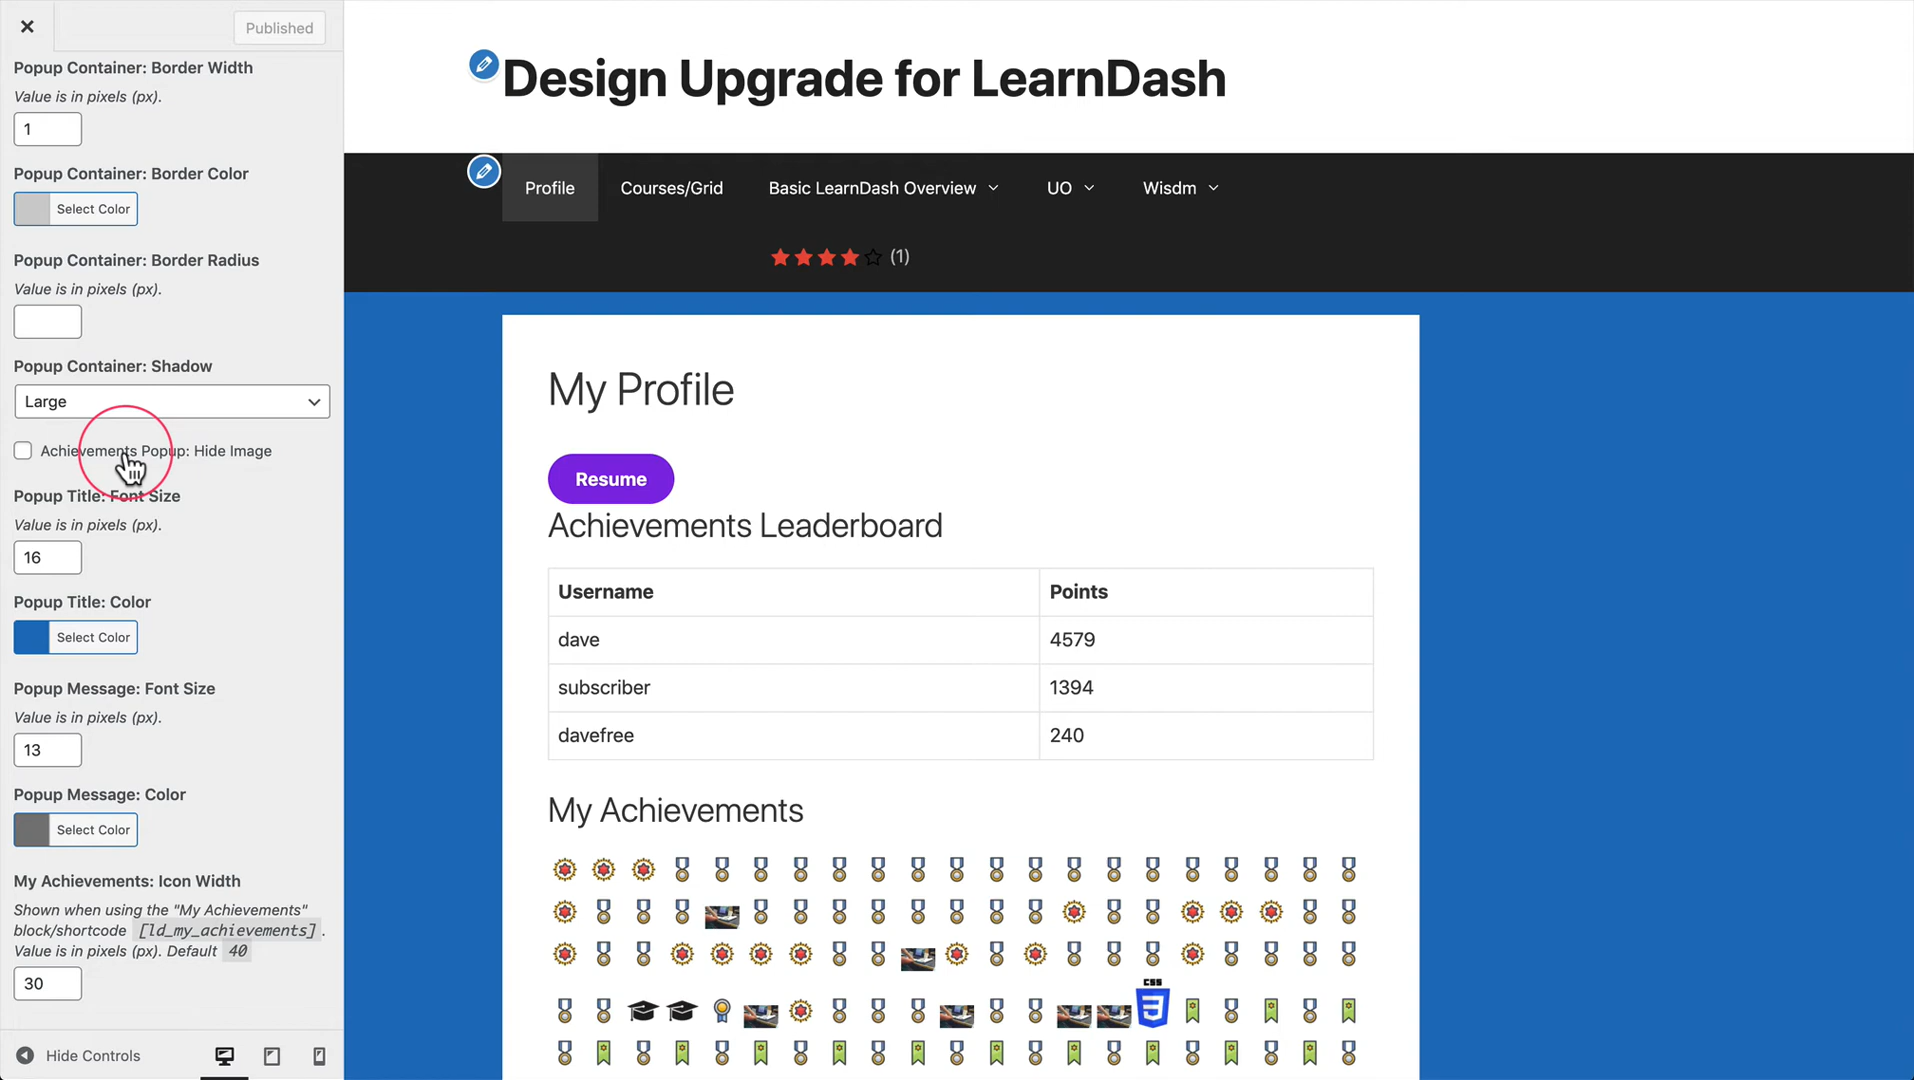 Published
Popup Container: Border Width
Value is in pixels (px).
1
Popup Container: Border Color
Select Color
Popup Container: Border Radius
Value is in pixels (px).
Popup Container: Shadow
Large
Achievements Popup: Hide Image
Popup Title: Font Size
Value is in pixels (px).
16
Popup Title: Color
Select Color
Popup Message: Font Size
Value is in pixels (px).
13
Popup Message: Color
Select Color
My Achievements: Icon Width
Shown when using the "My Achievements"
block/shortcode [ld_my_achievements] .
Value is in pixels (px). Default 40
30
Hide Controls
Design Upgrade for LearnDash
Profile Courses/Grid Basic LearnDash Overview UO Wisdm
(1)
My Profile
Resume
Achievements Leaderboard
Username Points
dave 4579
subscriber 1394
davefree 240
My Achievements
CSS
3